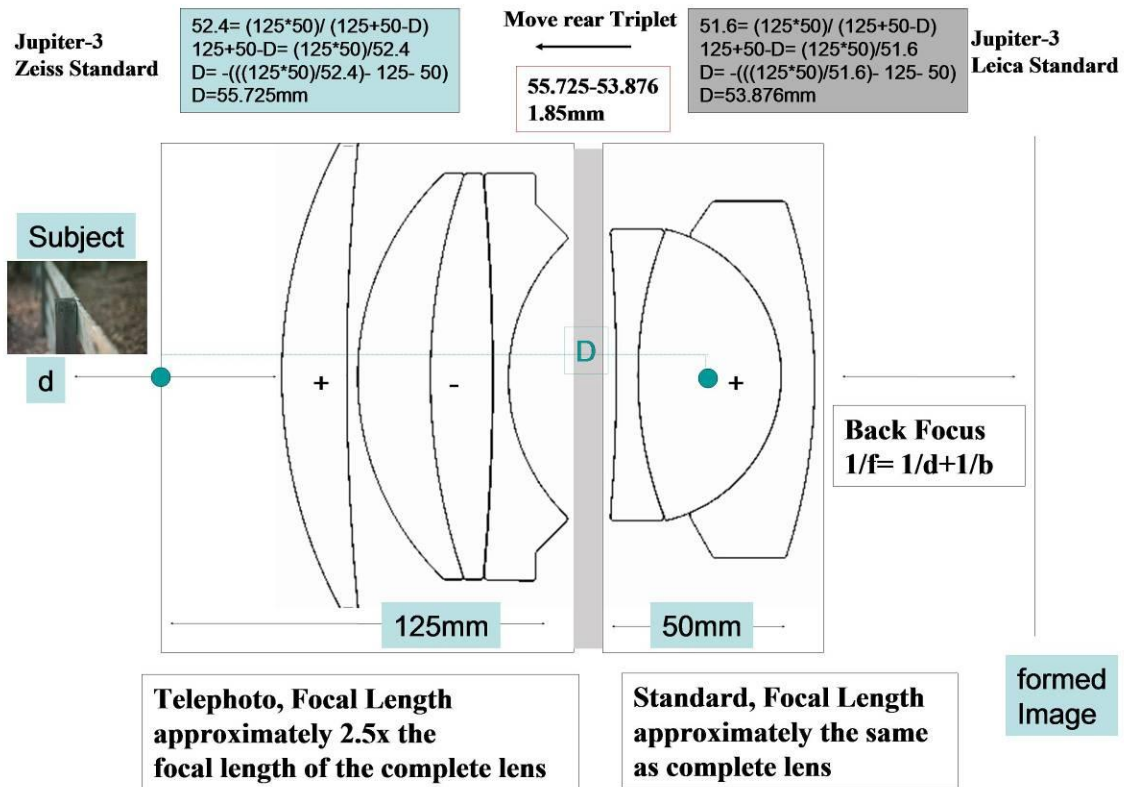 Jupiter-3
Zeiss Standard
52.4= (125*50)/ (125+50-D)
125+50-D= (125*50)/52.4
D= -(((125*50)/52.4)- 125- 50)
D=55.725mm
Move rear Triplet
55.725-53.876
1.85mm
51.6= (125*50)/ (125+50-D)
125+50-D= (125*50)/51.6
D= -(((125*50)/51.6)- 125- 50)
D=53.876mm
Jupiter-3
Leica Standard
Subject
d
+
-
D
+
Back Focus
1/f= 1/d+1/b
125mm
50mm
Telephoto, Focal Length
approximately 2.5x the
focal length of the complete lens
Standard, Focal Length
approximately the same
as complete lens
formed
Image